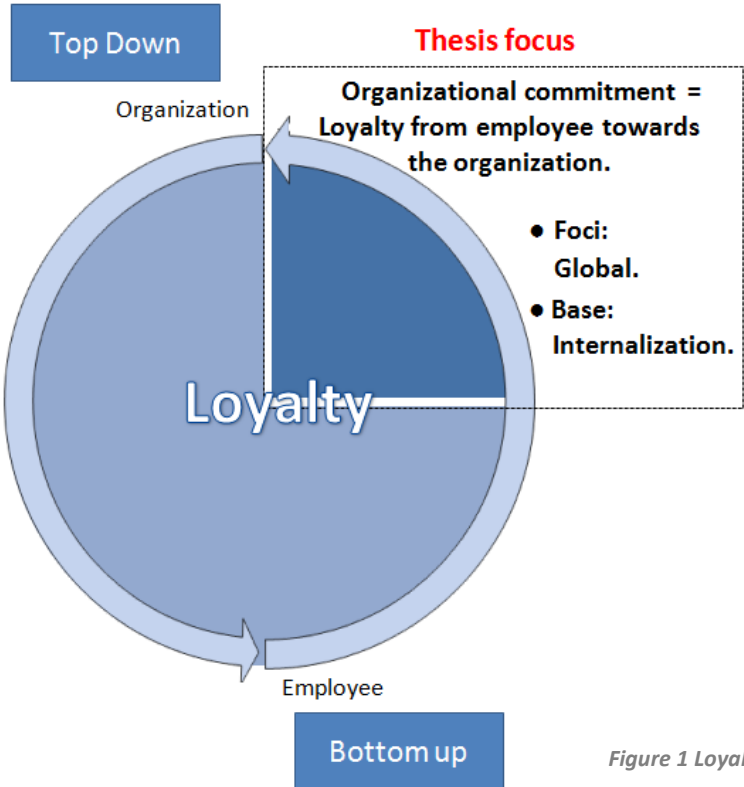 Top Down
Thesis focus
Organization
Organizational commitment =
Loyalty from employee towards
the organization.
• Foci:
Global.
• Base:
Internalization.
Loyalty
Employee
Bottom up
Figure 1 Loyal